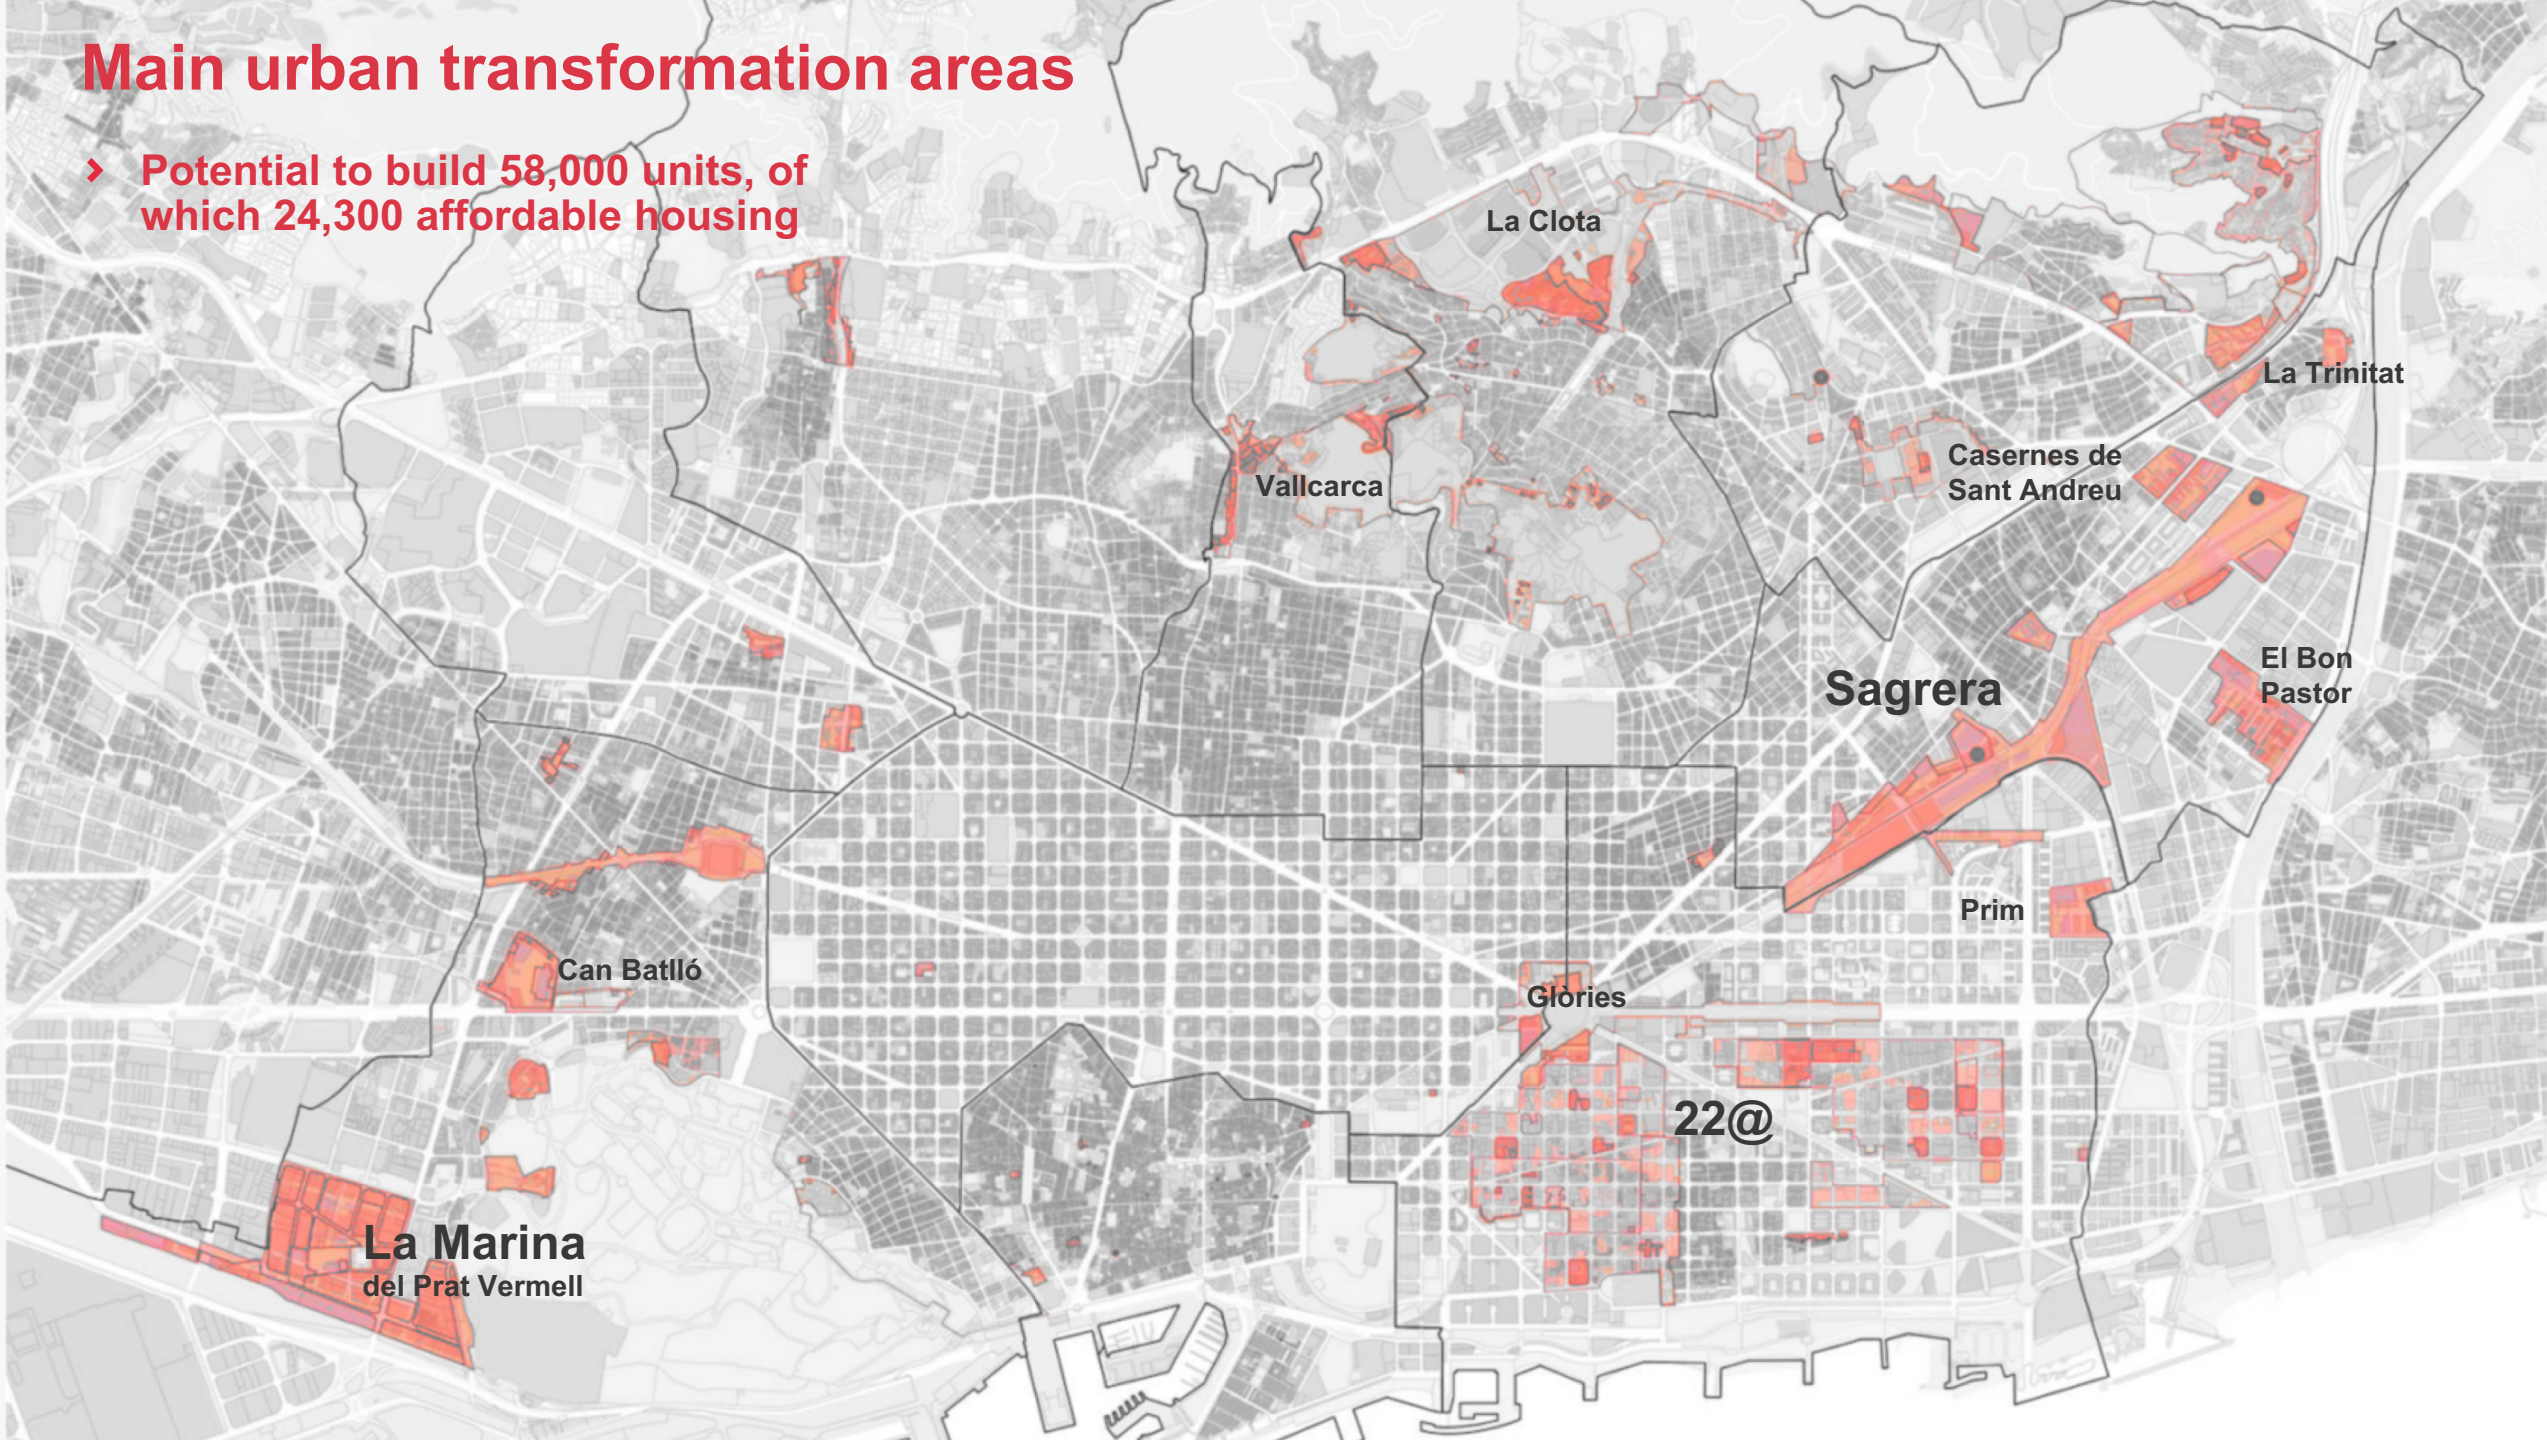 Main urban transformation areas
Potential to build 58,000 units, of
which 24,300 affordable housing
La Clota
La Trinitat
Casernes de
Sant Andreu
Vallcarca
El Bon
Pastor
Sagrera
Prim
Can Batlló
Glòries
22@
La Marina
del Prat Vermell